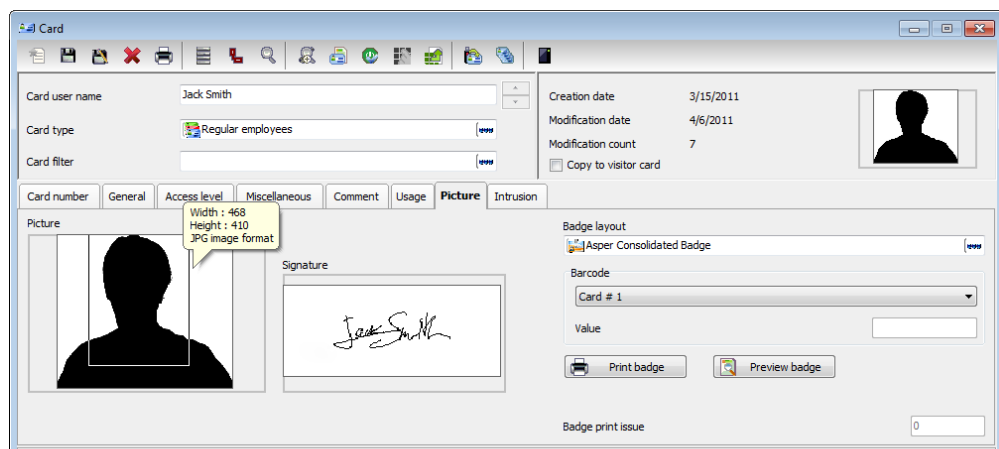 Card
Card user name
Jack Smith
Creation date 3/15/2011
Modification date 4/6/2011
Card type
Regular employees
Modification count 7
Card filter
Copy to visitor card
Card number General Access level Miscellaneous Comment Usage Picture Intrusion
Width : 468
Height : 410
JPG image format
Picture
Badge layout
Asper Consolidated Badge
Signature
Jack Smith
Barcode
Card # 1
Value
Print badge Preview badge
Badge print issue 0